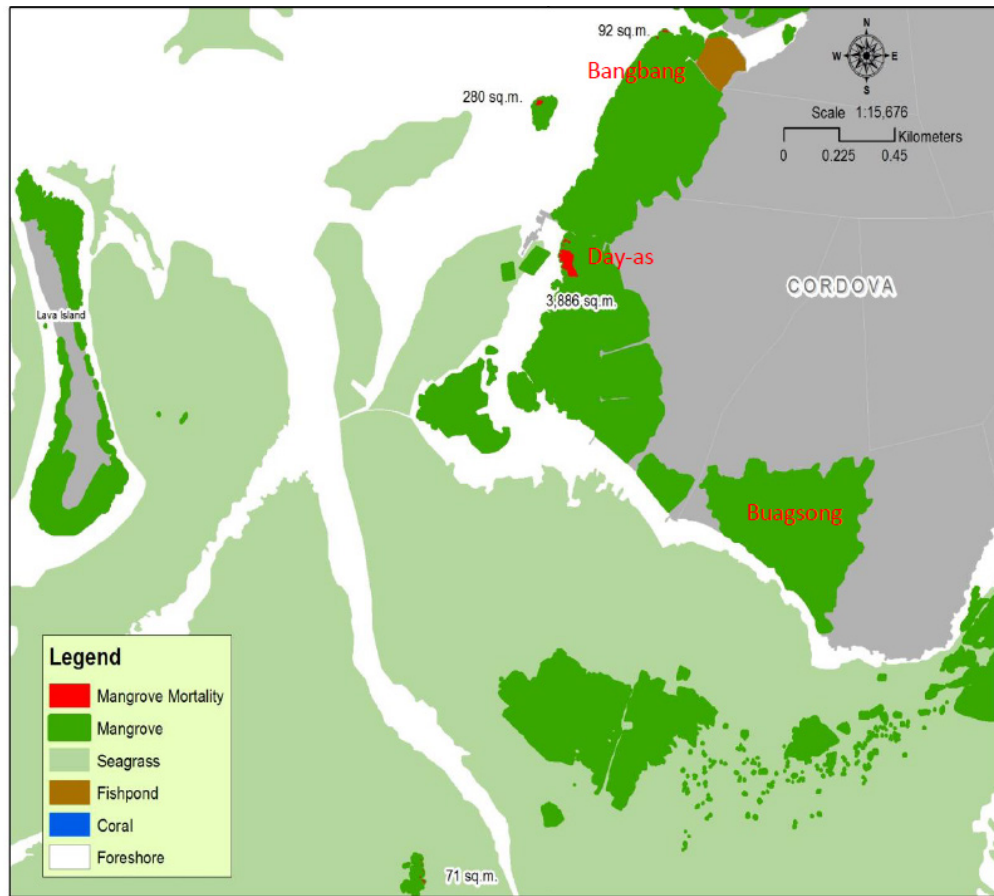 92 sq.m.
N
W
E
S
Bangbang
280 sq.m.
Scale 1:15,676
Kilometers
0 0.225 0.45
Day-as
CORDOVA
3,886 sq.m.
Lava Island
Buagsong
Legend
Mangrove Mortality
Mangrove
Seagrass
Fishpond
Coral
Foreshore
71 sq.m.